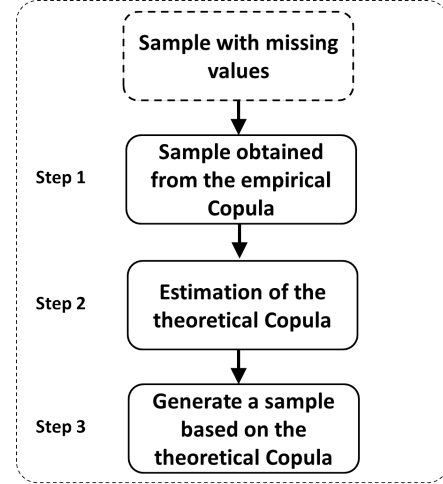 Sample with missing
values
Step 1
Sample obtained
from the empirical
Copula
Step 2
Estimation of the
theoretical Copula
Step 3
Generate a sample
based on the
theoretical Copula